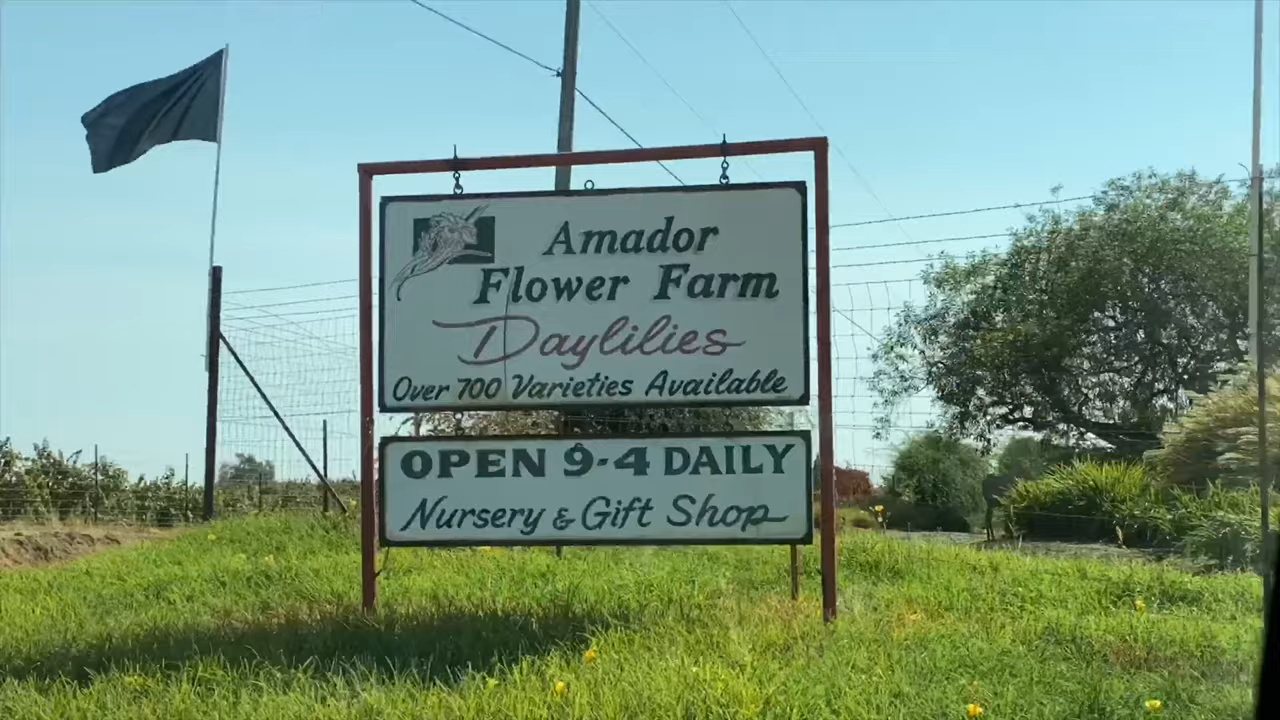 Amador
Flower Farm
Daylilies
Over 700 Varieties Available
OPEN 9-4 DAILY
Nursery & Gift Shop